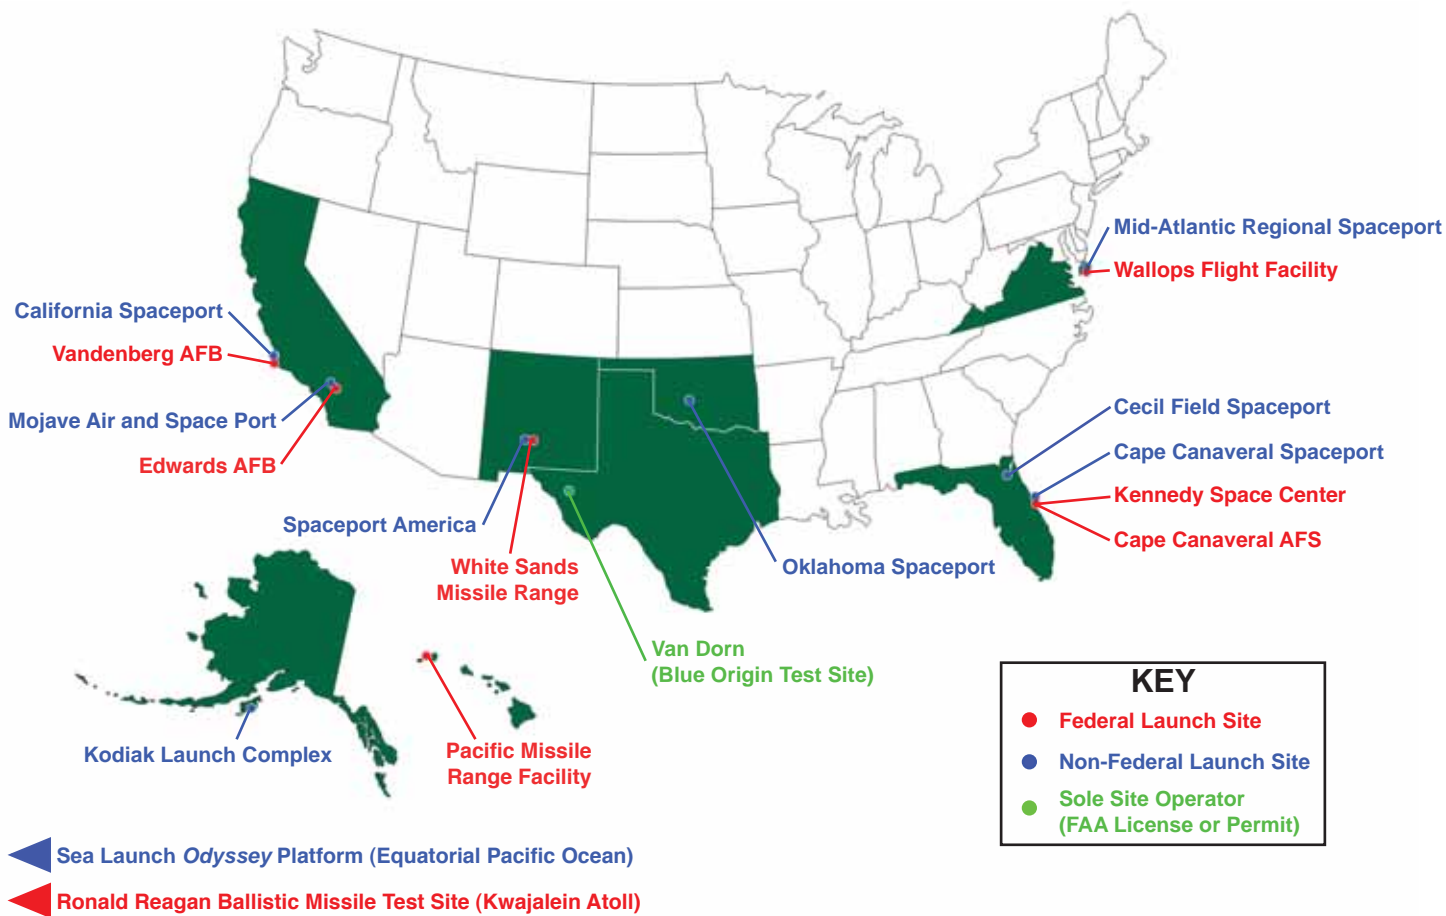 Mid-Atlantic Regional Spaceport
Wallops Flight Facility
California Spaceport
Vandenberg AFB
Mojave Air and Space Port
Edwards AFB
Cecil Field Spaceport
Cape Canaveral Spaceport
Kennedy Space Center
Cape Canaveral AFS
Spaceport America
White Sands
Missile Range
Oklahoma Spaceport
Van Dorn
(Blue Origin Test Site)
Kodiak Launch Complex
Pacific Missile
Range Facility
KEY
Federal Launch Site
Non-Federal Launch Site
Sole Site Operator
(FAA License or Permit)
Sea Launch Odyssey Platform (Equatorial Pacific Ocean)
Ronald Reagan Ballistic Missile Test Site (Kwajalein Atoll)